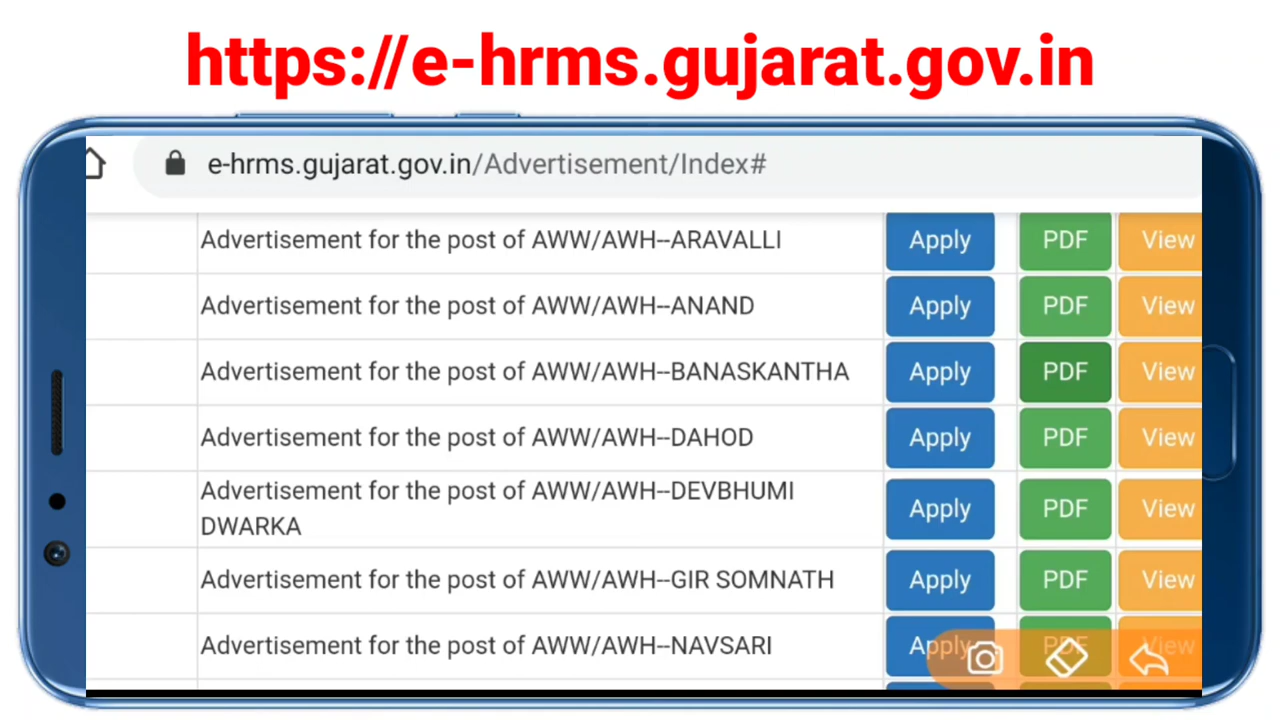 https://e-hrms.gujarat.gov.in
e-hrms.gujarat.gov.in/Advertisement/Index#
Advertisement for the post of AWW/AWH--ARAVALLI Apply PDF View
Advertisement for the post of AWW/AWH--ANAND Apply PDF View
Advertisement for the post of AWW/AWH--BANASKANTHA Apply PDF View
Advertisement for the post of AWW/AWH--DAHOD Apply PDF View
Advertisement for the post of AWW/AWH--DEVBHUMI
DWARKA Apply PDF View
Advertisement for the post of AWW/AWH--GIR SOMNATH Apply PDF View
Advertisement for the post of AWW/AWH--NAVSARI Apply PDF View